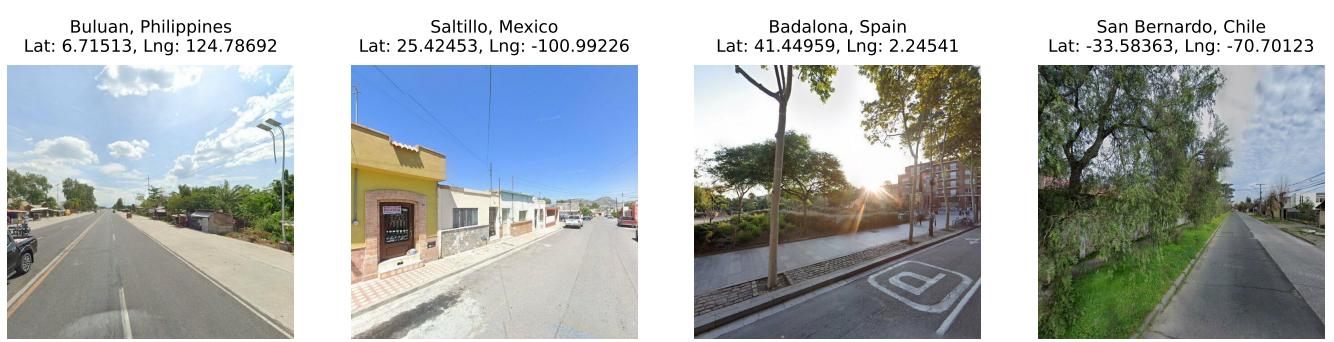 Buluan, Philippines
Lat: 6.71513, Lng: 124.78692
Saltillo, Mexico
Lat: 25.42453, Lng: -100.99226
Badalona, Spain
Lat: 41.44959, Lng: 2.24541
San Bernardo, Chile
Lat: -33.58363, Lng: -70.70123